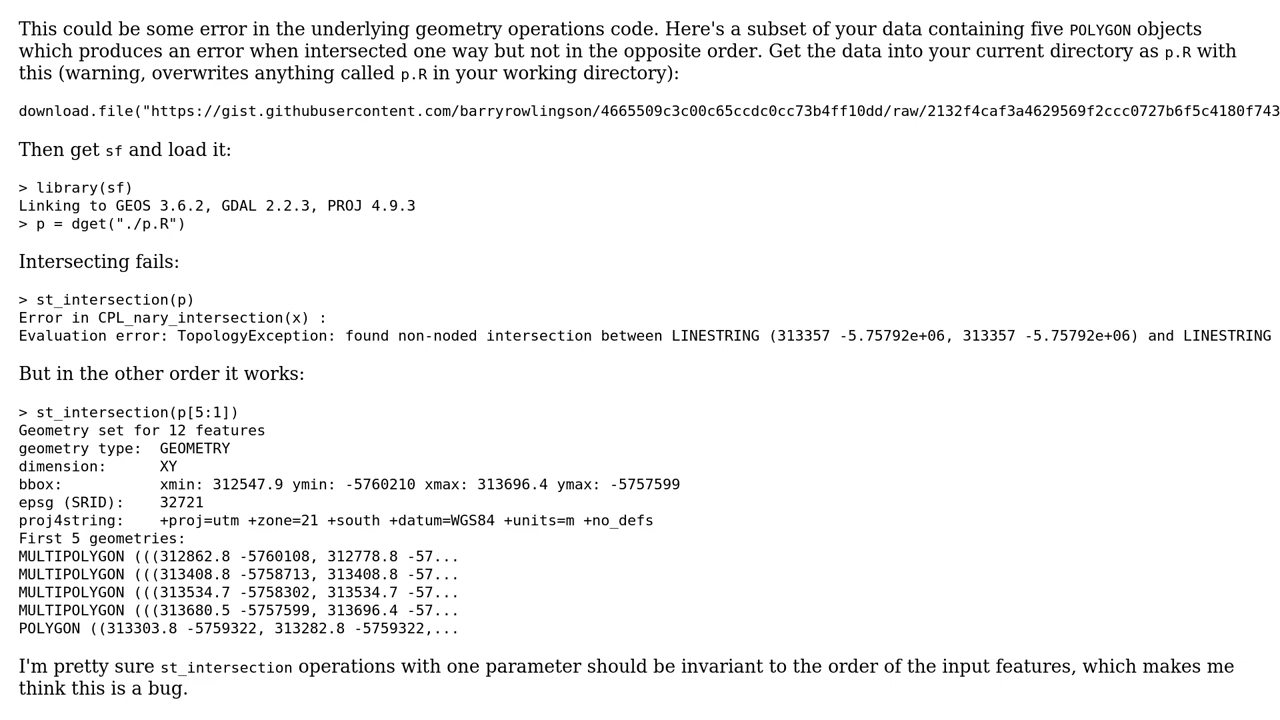 This could be some error in the underlying geometry operations code. Here's a subset of your data containing five POLYGON objects
which produces an error when intersected one way but not in the opposite order. Get the data into your current directory as p.R with
this (warning, overwrites anything called p.R in your working directory):
download.file("https://gist.githubusercontent.com/barryrowlingson/4665509c3c00c65ccdc0cc73b4ff10dd/raw/2132f4caf3a4629569f2ccc0727b6f5c4180f743
Then get sf and load it:
> library(sf)
Linking to GEOS 3.6.2, GDAL 2.2.3, PROJ 4.9.3
> p = dget("./p.R")
Intersecting fails:
> st_intersection(p)
Error in CPL_nary_intersection(x) :
Evaluation error: TopologyException: found non-noded intersection between LINESTRING (313357 -5.75792e+06, 313357 -5.75792e+06) and LINESTRING
But in the other order it works:
> st_intersection(p[5:1])
Geometry set for 12 features
geometry type:  GEOMETRY
dimension:      XY
bbox:           xmin: 312547.9 ymin: -5760210 xmax: 313696.4 ymax: -5757599
epsg (SRID):    32721
proj4string:    +proj=utm +zone=21 +south +datum=WGS84 +units=m +no_defs
First 5 geometries:
MULTIPOLYGON (((312862.8 -5760108, 312778.8 -57...
MULTIPOLYGON (((313408.8 -5758713, 313408.8 -57...
MULTIPOLYGON (((313534.7 -5758302, 313534.7 -57...
MULTIPOLYGON (((313680.5 -5757599, 313696.4 -57...
POLYGON ((313303.8 -5759322, 313282.8 -5759322,...
I'm pretty sure st_intersection operations with one parameter should be invariant to the order of the input features, which makes me
think this is a bug.